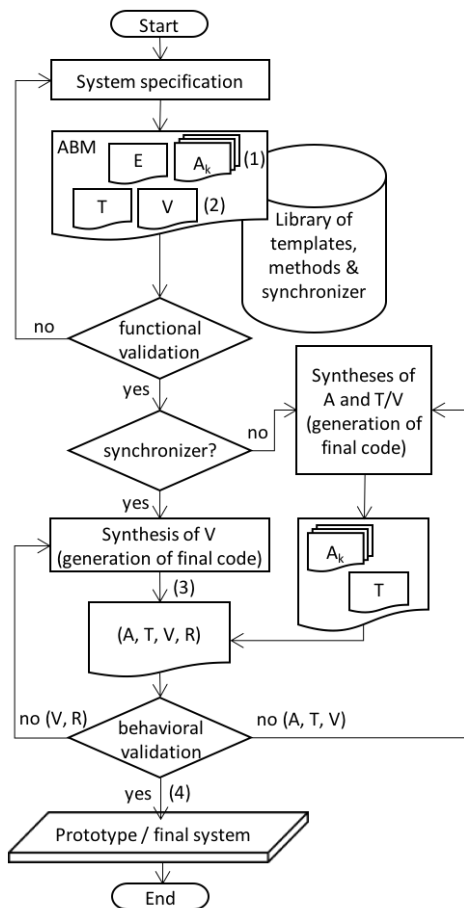 Start
System specification
ABM
E
Aₖ
(1)
T
V
(2)
Library of
templates,
methods &
synchronizer
no
functional
validation
yes
Syntheses of
A and T/V
(generation of
final code)
synchronizer?
no
yes
Synthesis of V
(generation of final code)
Aₖ
T
(3)
(A, T, V, R)
no (V, R)
behavioral
validation
no (A, T, V)
yes
(4)
Prototype / final system
End